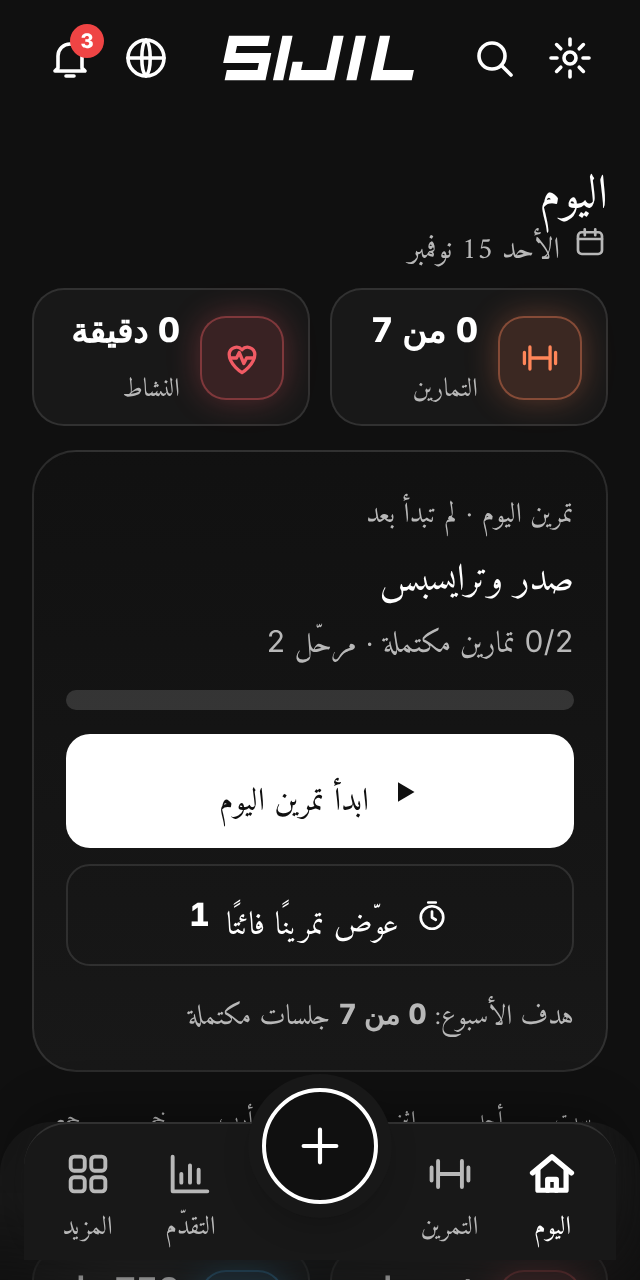 3
SIJIL
اليوم
الأحد 15 نوفمبر
0 من 7
التمارين
0 دقيقة
النشاط
تمرين اليوم · لم تبدأ بعد
صدر وترايسبس
0/2 تمارين مكتملة · مرحّل 2
ابدأ تمرين اليوم
عوّض تمرينًا فائتًا 1
هدف الأسبوع: 0 من 7 جلسات مكتملة
اليوم
التمرين
التقدّم
المزيد